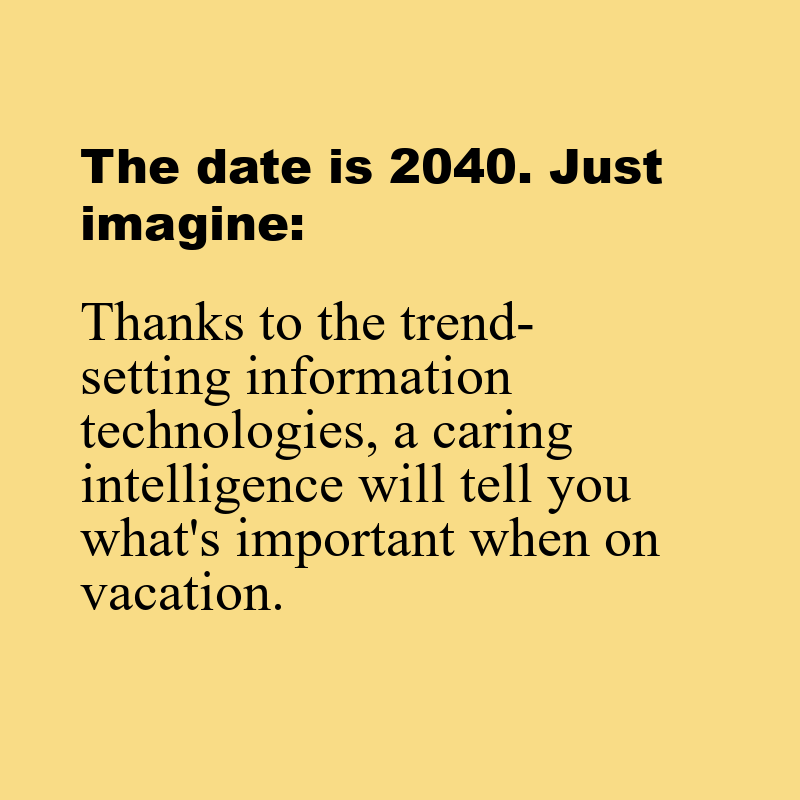 The date is 2040. Just
imagine:
Thanks to the trend-
setting information
technologies, a caring
intelligence will tell you
what's important when on
vacation.